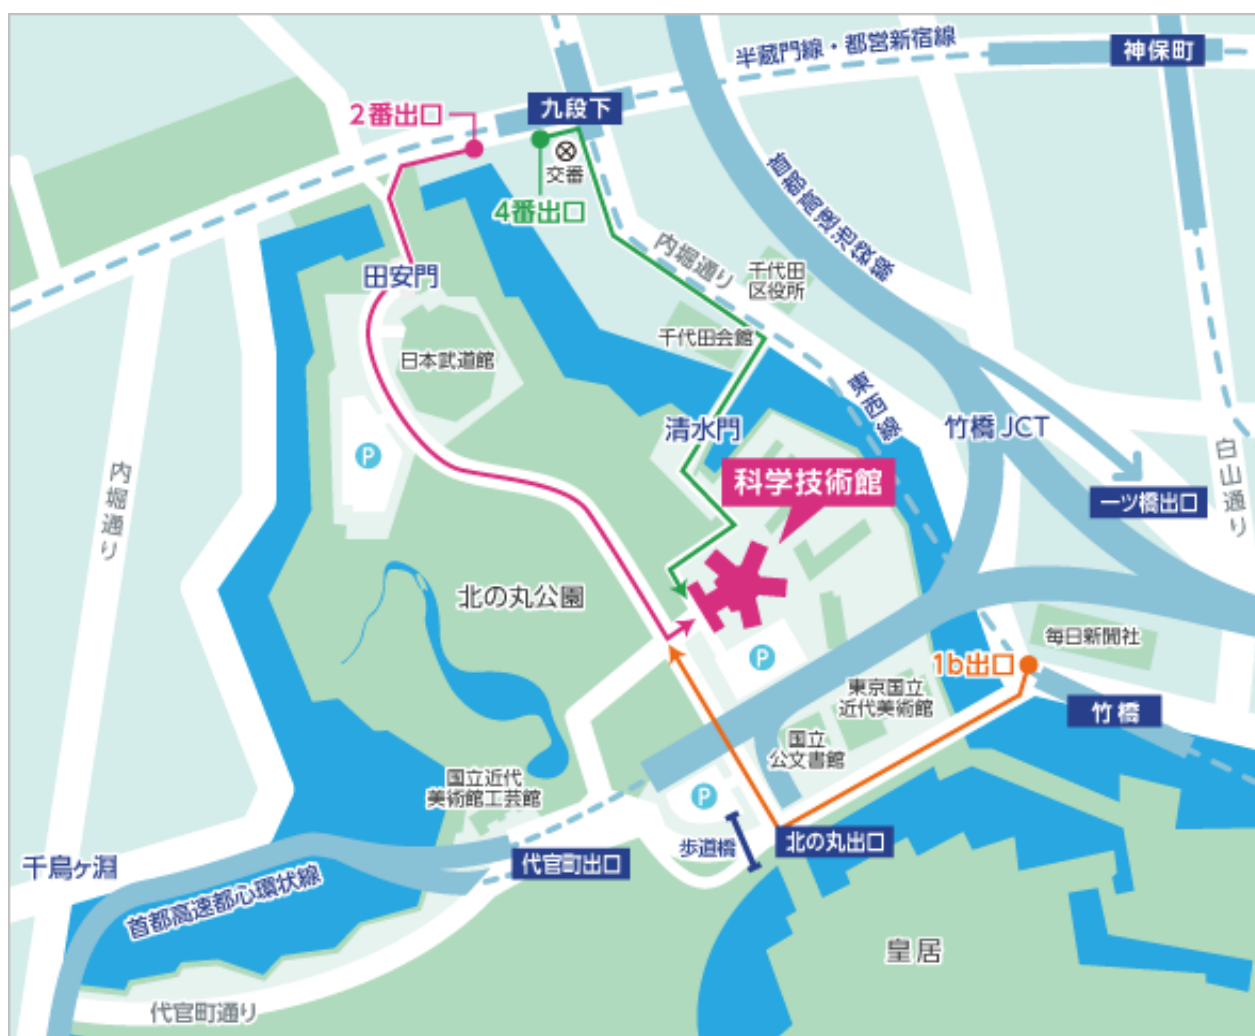 半蔵門線・都営新宿線
神保町
九段下
2番出口
交番
4番出口
首都高速池袋線
内堀通り
千代田
区役所
田安門
千代田会館
日本武道館
東西線
清水門
竹橋 JCT
P
科学技術館
白山通り
内堀通り
一ツ橋出口
北の丸公園
毎日新聞社
P
1b出口
東京国立
近代美術館
竹橋
国立
公文書館
国立近代
美術館工芸館
P
歩道橋
北の丸出口
代官町出口
千鳥ヶ淵
首都高速都心環状線
皇居
代官町通り